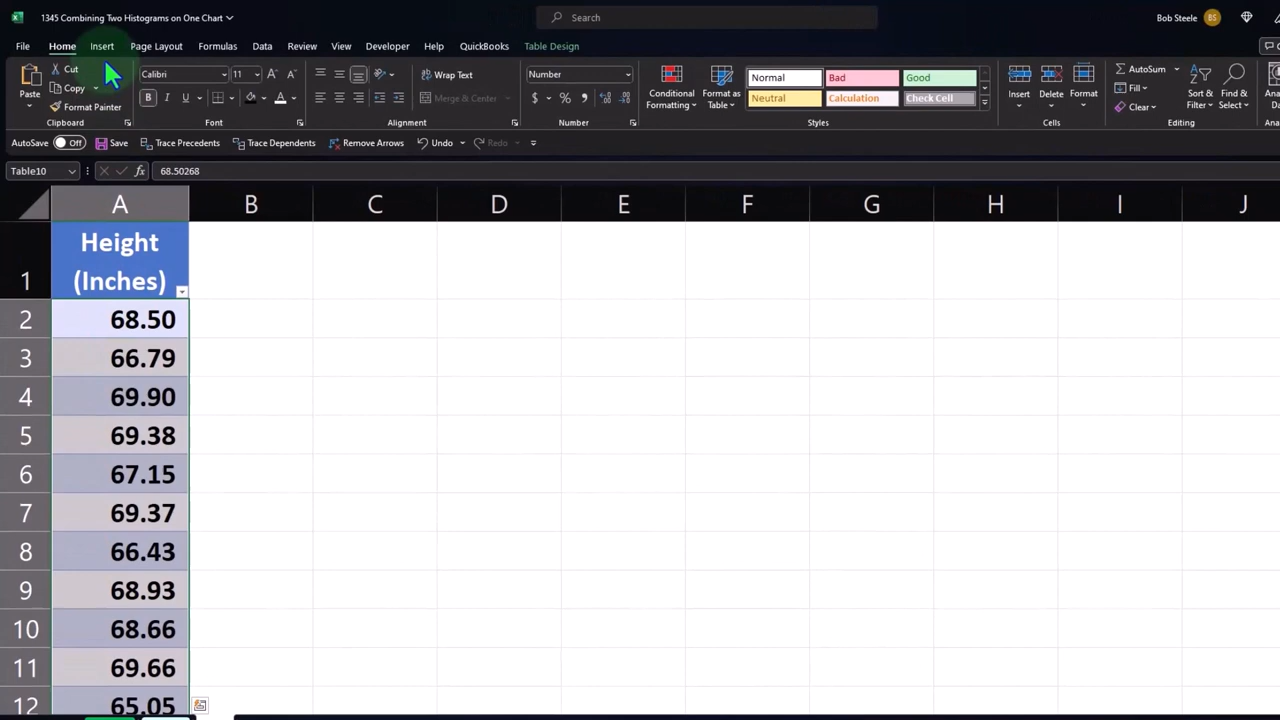 1345 Combining Two Histograms on One Chart
Search
Bob Steele
BS
File Home Insert Page Layout Formulas Data Review View Developer Help QuickBooks Table Design
Paste
Cut
Copy
Format Painter
Clipboard
Calibri
11
B I U
Font
Wrap Text
Merge & Center
Alignment
Number
$ % ,
Number
Conditional
Formatting
Format as
Table
Normal Bad Good
Neutral Calculation Check Cell
Styles
Insert Delete Format
Cells
AutoSum
Fill
Clear
Sort &
Filter
Find &
Select
Editing
AutoSave Off Save Trace Precedents Trace Dependents Remove Arrows Undo Redo
Table10 fx 68.50268
A B C D E F G H I J
1 Height
(Inches)
2 68.50
3 66.79
4 69.90
5 69.38
6 67.15
7 69.37
8 66.43
9 68.93
10 68.66
11 69.66
12 65.05